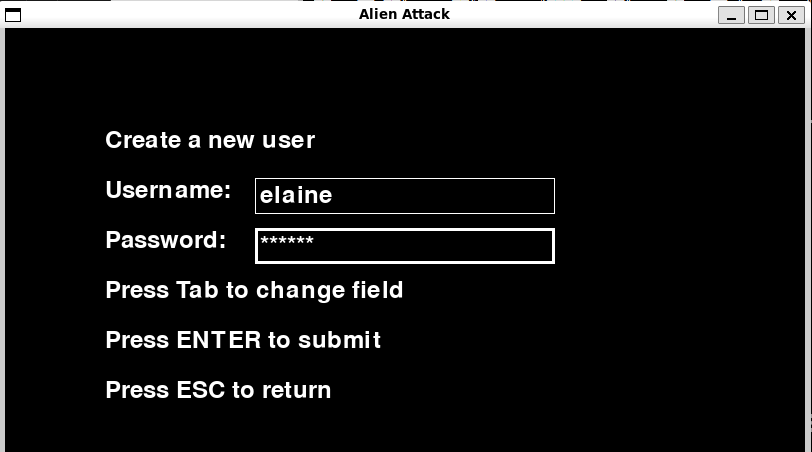 Alien Attack
Create a new user
Username: elaine
Password: ******
Press Tab to change field
Press ENTER to submit
Press ESC to return